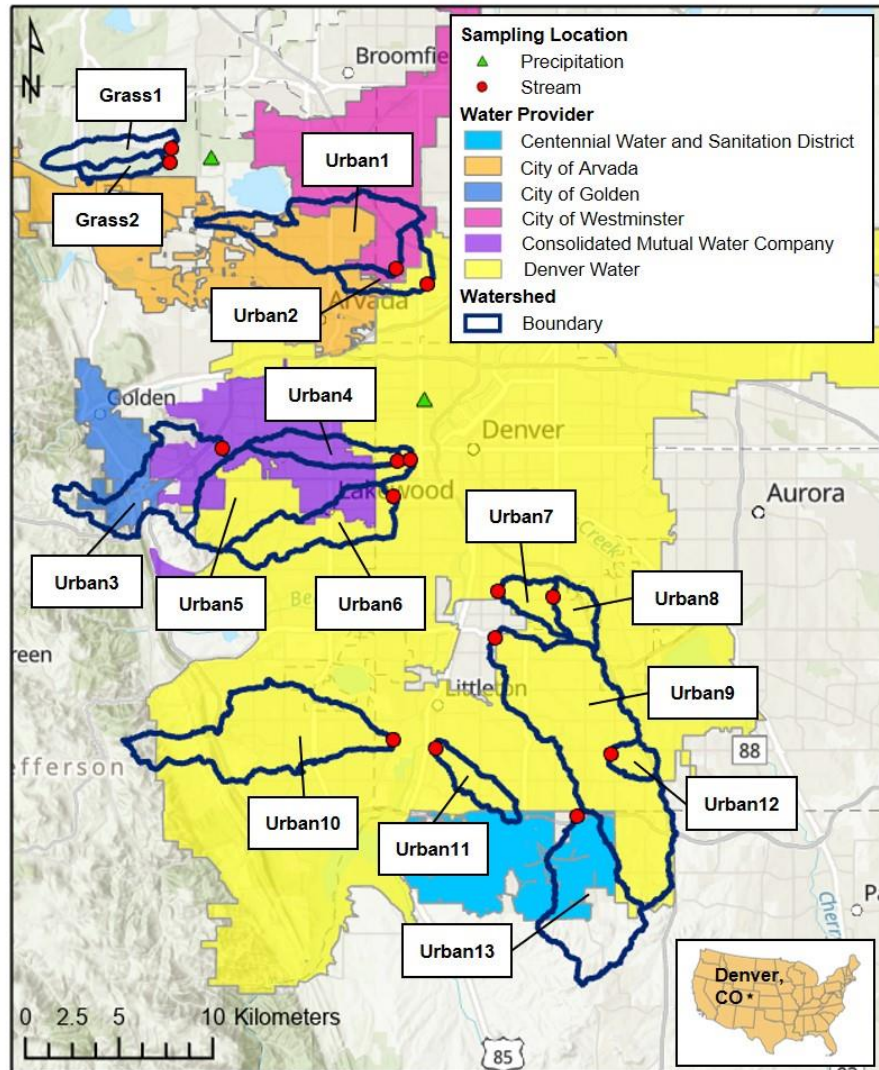 Sampling Location
Precipitation
Stream
Water Provider
Centennial Water and Sanitation District
City of Arvada
City of Golden
City of Westminster
Consolidated Mutual Water Company
Denver Water
Watershed
Boundary
N
Broomfield
Grass1
Urban1
Grass2
Urban2
Arvada
Golden
Urban4
Denver
Lakewood
Aurora
Urban7
Urban3
Urban5
Urban6
Urban8
Littleton
Urban9
88
efferson
Urban10
Urban11
Urban12
Urban13
Denver,
CO
0 2.5 5 10 Kilometers
85